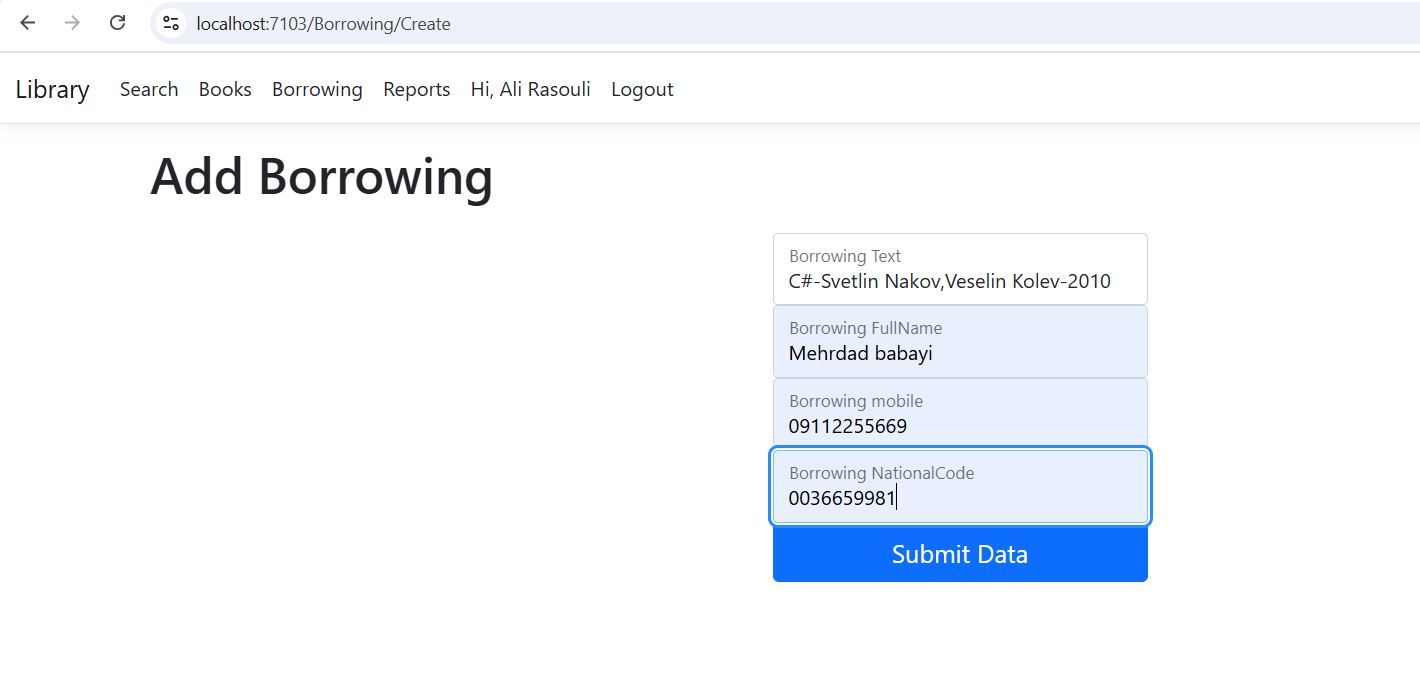 localhost:7103/Borrowing/Create
Library Search Books Borrowing Reports Hi, Ali Rasouli Logout
Add Borrowing
Borrowing Text
C#-Svetlin Nakov,Veselin Kolev-2010
Borrowing FullName
Mehrdad babayi
Borrowing mobile
09112255669
Borrowing NationalCode
0036659981
Submit Data